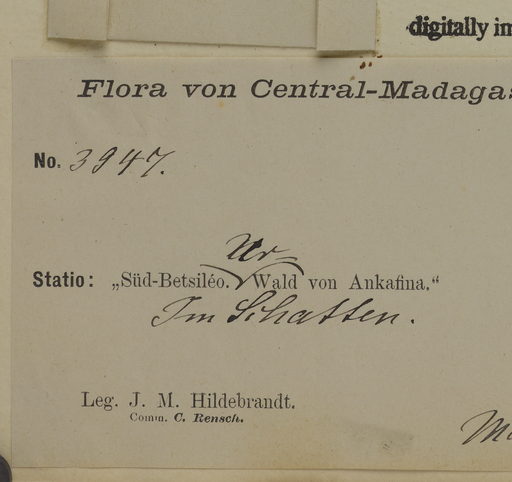 digitally im
Flora von Central-Madagas
No. 3947.
Ur-
Statio: „Süd-Betsiléo. Wald von Ankafina.“
Im Schatten.
Leg. J. M. Hildebrandt.
Comm. C. Rensch.